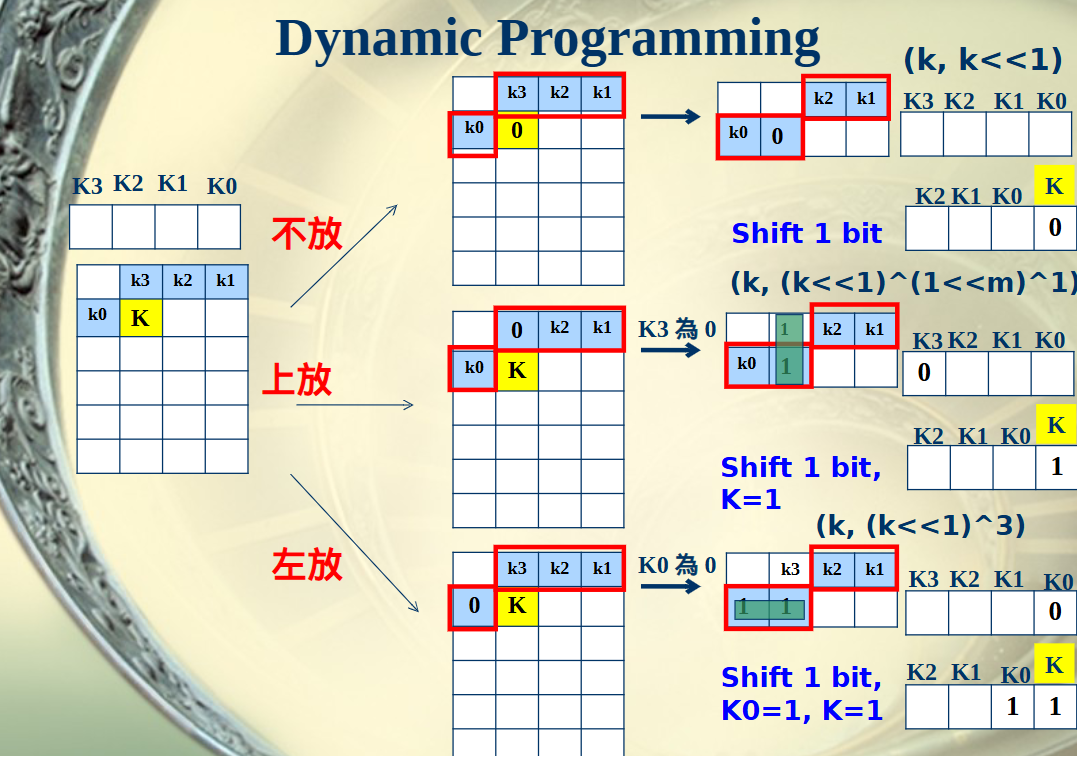 Dynamic Programming
K3 K2 K1 K0
k3 k2 k1
k0 K
不放
k3 k2 k1
k0 0
k2 k1
k0 0
(k, k<<1)
K3 K2 K1 K0
K2 K1 K0 K
0
Shift 1 bit
上放
0 k2 k1
k0 K
K3 為 0
(k, (k<<1)^(1<<m)^1)
1 k2 k1
k0 1
K3 K2 K1 K0
0
K2 K1 K0 K
1
Shift 1 bit,
K=1
左放
k3 k2 k1
0 K
K0 為 0
(k, (k<<1)^3)
k3 k2 k1
1 1
K3 K2 K1 K0
0
K2 K1 K0 K
1 1
Shift 1 bit,
K0=1, K=1